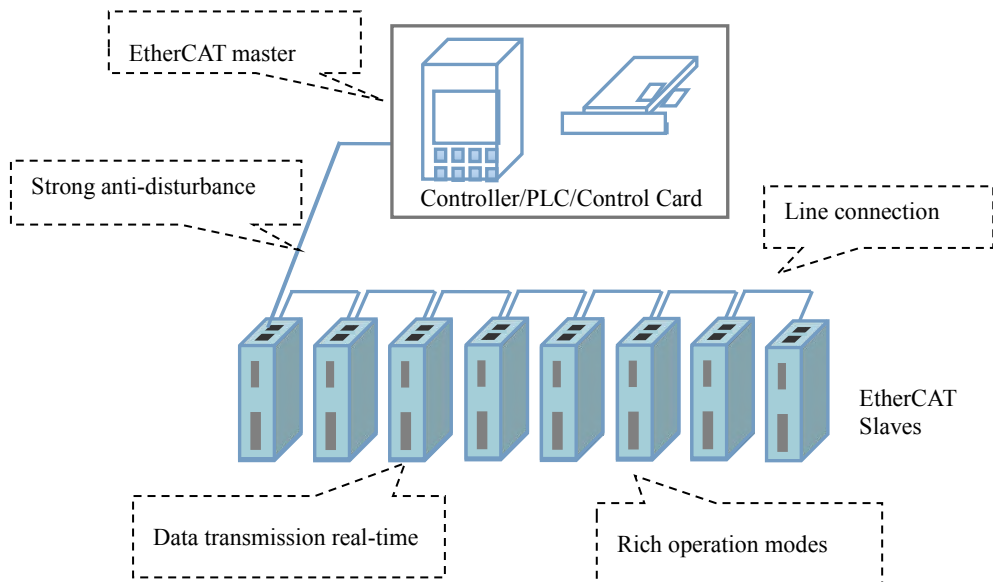 EtherCAT master
Strong anti-disturbance
Controller/PLC/Control Card
Line connection
EtherCAT
Slaves
Data transmission real-time
Rich operation modes